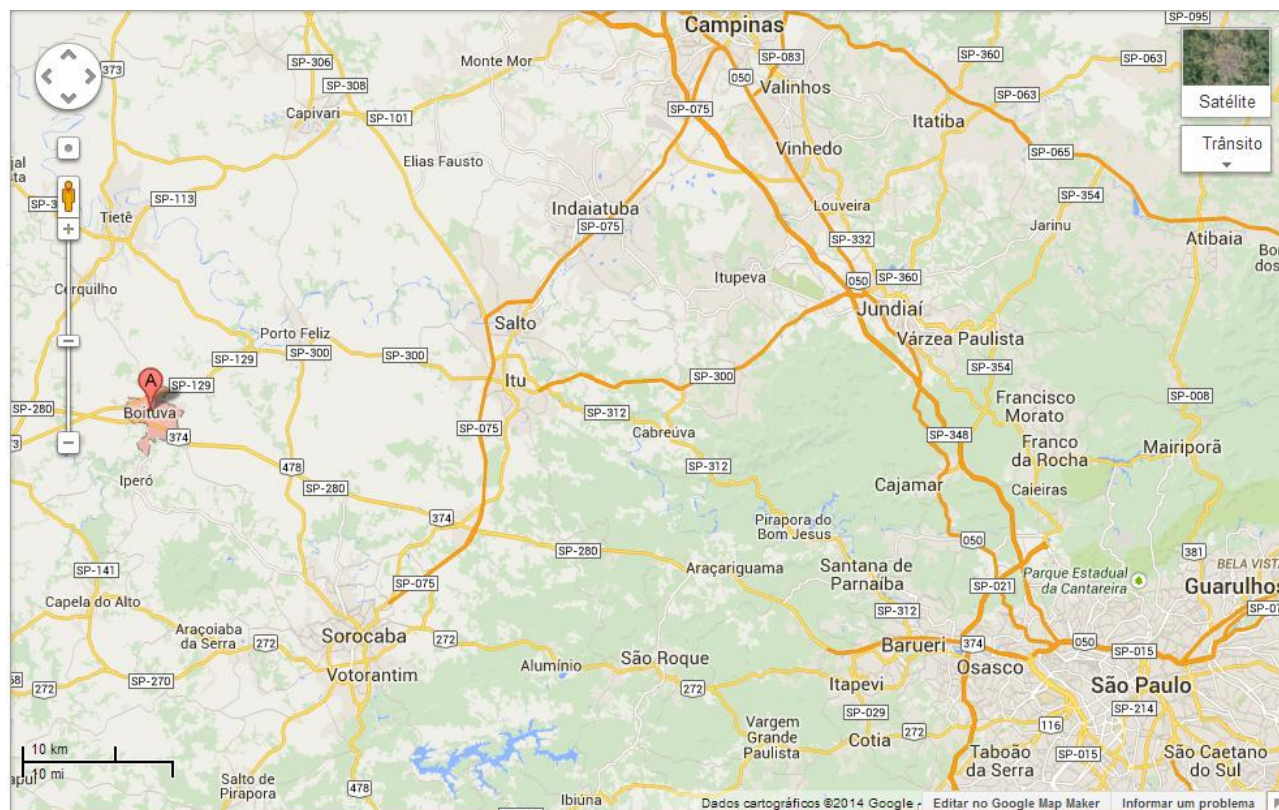 Campinas
SP-095
373
SP-306
Monte Mor
050
SP-083
SP-360
SP-063
SP-308
Valinhos
SP-063
Satélite
Capivari
SP-101
SP-075
Itatiba
Trânsito
Vinhedo
SP-065
Elias Fausto
SP-113
SP-354
Tietê
Indaiatuba
SP-075
Louveira
Jarinu
SP-332
Atibaia
Itupeva
SP-360
050
Cerquilho
Jundiaí
Salto
Porto Feliz
Várzea Paulista
SP-129
SP-300
SP-300
SP-354
A
SP-129
Itu
SP-300
SP-008
SP-280
Boituva
SP-312
Francisco
Morato
374
SP-075
Cabreúva
SP-348
Franco
da Rocha
Mairiporã
478
SP-312
Iperó
SP-280
Cajamar
Caieiras
374
Pirapora do
Bom Jesus
050
SP-280
381
SP-141
Araçariguama
Santana de
Parnaíba
BELA VISTA
SP-075
SP-021
Parque Estadual
da Cantareira
Guarulhos
Capela do Alto
SP-312
Araçoiaba
da Serra
272
Sorocaba
272
Barueri
374
050
SP-015
Alumínio
São Roque
Osasco
272
SP-270
Votorantim
272
Itapevi
São Paulo
SP-029
SP-214
116
Vargem
Grande
Paulista
272
Cotia
SP-015
10 km
Taboão
da Serra
São Caetano
do Sul
10 mi
Salto de
Pirapora
478
Ibiúna
Dados cartográficos ©2014 Google -
Editar no Google Map Maker
Informar um problema